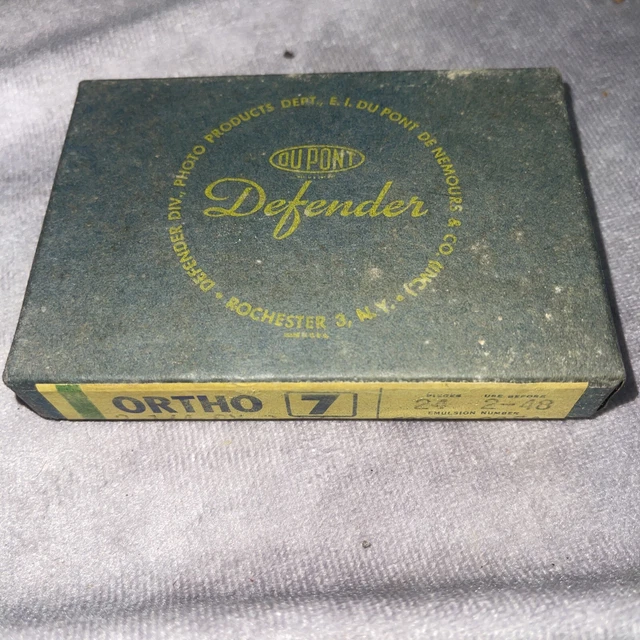 DEFENDER DIV. PHOTO PRODUCTS DEPT. E. I. DU PONT DE NEMOURS & CO. (INC.)
DU PONT
Defender
• ROCHESTER 3, N. Y. •
ORTHO 7
24
USE BEFORE
EMULSION NUMBER